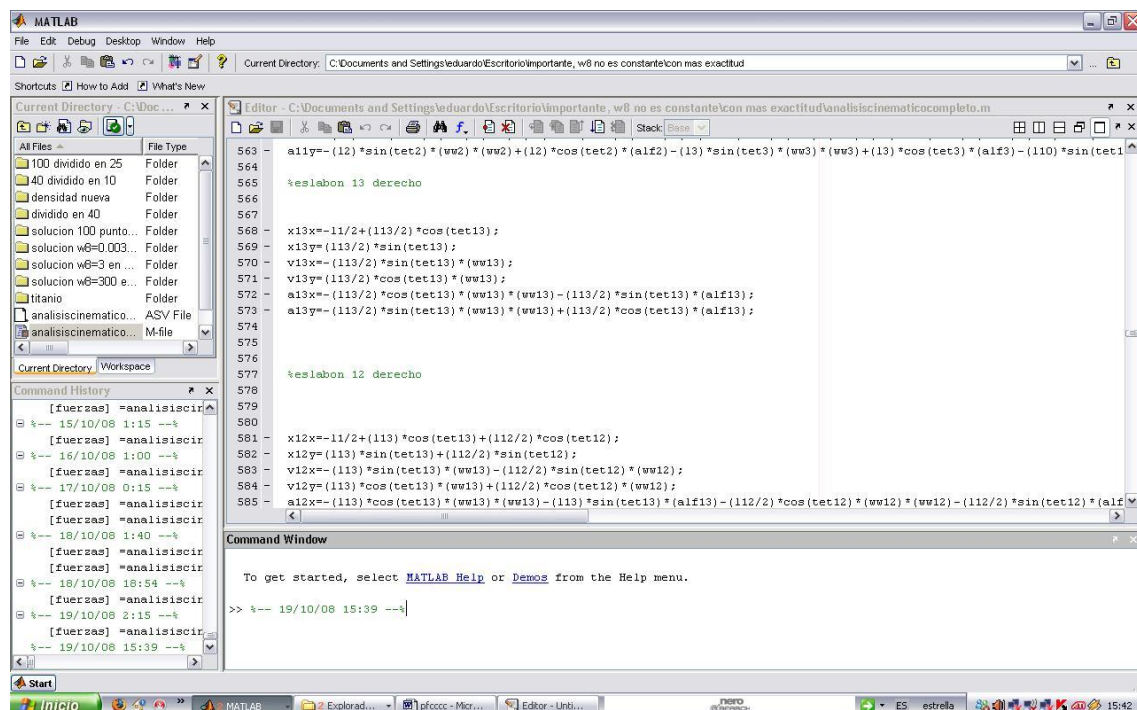 MATLAB
File Edit Debug Desktop Window Help
Current Directory: C:\Documents and Settings\eduardo\Escritorio\importante, w8 no es constante\con mas exactitud
Shortcuts How to Add What's New
Current Directory - C:\Doc...
All Files File Type
100 dividido en 25 Folder
40 dividido en 10 Folder
densidad nueva Folder
dividido en 40 Folder
solucion 100 punto... Folder
solucion w6=0.003... Folder
solucion w6=3 en ... Folder
solucion w6=300 e... Folder
titanio Folder
analisiscinematico... ASV File
analisiscinematico... M-file
Current Directory Workspace
Command History
[fuerzas] =analisiscir
%-- 15/10/08 1:15 --%
[fuerzas] =analisiscir
%-- 16/10/08 1:00 --%
[fuerzas] =analisiscir
%-- 17/10/08 0:15 --%
[fuerzas] =analisiscir
[fuerzas] =analisiscir
%-- 18/10/08 1:40 --%
[fuerzas] =analisiscir
[fuerzas] =analisiscir
%-- 18/10/08 18:54 --%
[fuerzas] =analisiscir
%-- 19/10/08 2:15 --%
[fuerzas] =analisiscir
%-- 19/10/08 15:39 --%
Editor - C:\Documents and Settings\eduardo\Escritorio\importante, w8 no es constante\con mas exactitud\analisiscinematicocompleto.m
Stack: Base
563 - a11y=-(l2)*sin(tet2)*(ww2)*(ww2)+(l2)*cos(tet2)*(alf2)-(l3)*sin(tet3)*(ww3)*(ww3)+(l3)*cos(tet3)*(alf3)-(l10)*sin(tet1
564
565 %eslabon 13 derecho
566
567
568 - x13x=-l1/2+(l13/2)*cos(tet13);
569 - x13y=(l13/2)*sin(tet13);
570 - v13x=-(l13/2)*sin(tet13)*(ww13);
571 - v13y=(l13/2)*cos(tet13)*(ww13);
572 - a13x=-(l13/2)*cos(tet13)*(ww13)*(ww13)-(l13/2)*sin(tet13)*(alf13);
573 - a13y=-(l13/2)*sin(tet13)*(ww13)*(ww13)+(l13/2)*cos(tet13)*(alf13);
574
575
576
577 %eslabon 12 derecho
578
579
580
581 - x12x=-l1/2+(l13)*cos(tet13)+(l12/2)*cos(tet12);
582 - x12y=(l13)*sin(tet13)+(l12/2)*sin(tet12);
583 - v12x=-(l13)*sin(tet13)*(ww13)-(l12/2)*sin(tet12)*(ww12);
584 - v12y=(l13)*cos(tet13)*(ww13)+(l12/2)*cos(tet12)*(ww12);
585 - a12x=-(l13)*cos(tet13)*(ww13)*(ww13)-(l13)*sin(tet13)*(alf13)-(l12/2)*cos(tet12)*(ww12)*(ww12)-(l12/2)*sin(tet12)*(alf
Command Window
To get started, select MATLAB Help or Demos from the Help menu.
>> %-- 19/10/08 15:39 --%
Start
Inicio MATLAB 2 Explorad... pfcccc - Micr... Editor - Unti... nero ES estrella 15:42